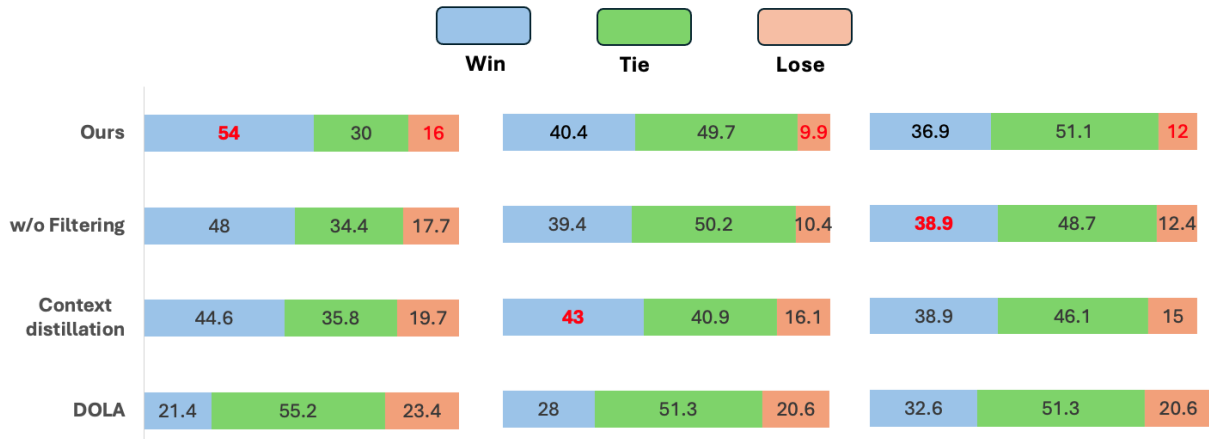 Win Tie Lose
Ours 54 30 16 40.4 49.7 9.9 36.9 51.1 12
w/o Filtering 48 34.4 17.7 39.4 50.2 10.4 38.9 48.7 12.4
Context
distillation 44.6 35.8 19.7 43 40.9 16.1 38.9 46.1 15
DOLA 21.4 55.2 23.4 28 51.3 20.6 32.6 51.3 20.6